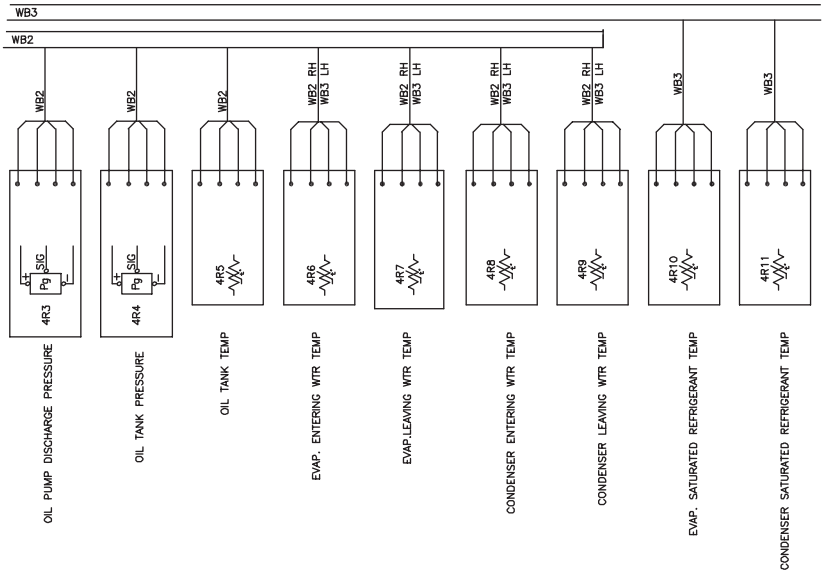 WB3
WB2
WB2
WB2
WB2
WB2 RH
WB3 LH
WB2 RH
WB3 LH
WB2 RH
WB3 LH
WB2 RH
WB3 LH
WB3
WB3
+
SIG
Pg
−
4R3
+
SIG
Pg
−
4R4
4R5
t°
4R6
t°
4R7
t°
4R8
t°
4R9
t°
4R10
t°
4R11
t°
OIL PUMP DISCHARGE PRESSURE
OIL TANK PRESSURE
OIL TANK TEMP
EVAP. ENTERING WTR TEMP
EVAP.LEAVING WTR TEMP
CONDENSER ENTERING WTR TEMP
CONDENSER LEAVING WTR TEMP
EVAP. SATURATED REFRIGERANT TEMP
CONDENSER SATURATED REFRIGERANT TEMP